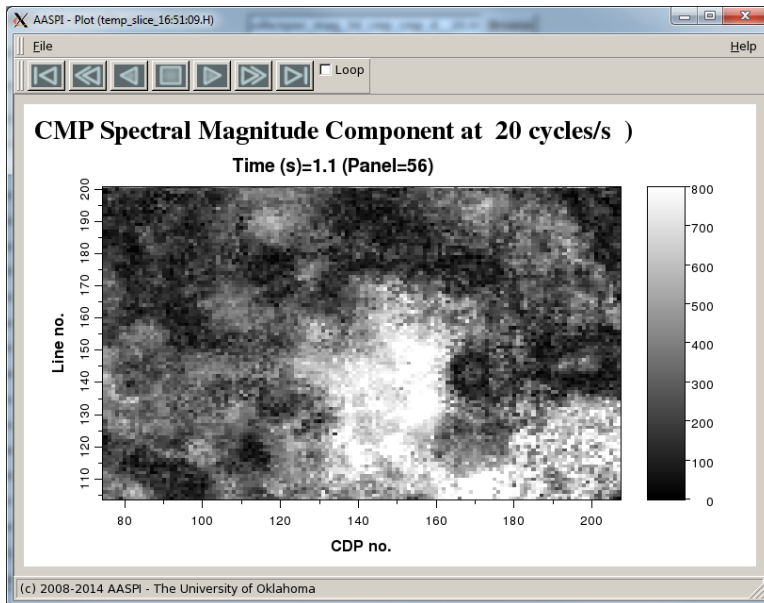 AASPI - Plot (temp_slice_16:51:09.H)
File Help
Loop
CMP Spectral Magnitude Component at  20 cycles/s  )
Time (s)=1.1 (Panel=56)
200
190
180
170
160
150
140
130
120
110
Line no.
80 100 120 140 160 180 200
CDP no.
800
700
600
500
400
300
200
100
0
(c) 2008-2014 AASPI - The University of Oklahoma